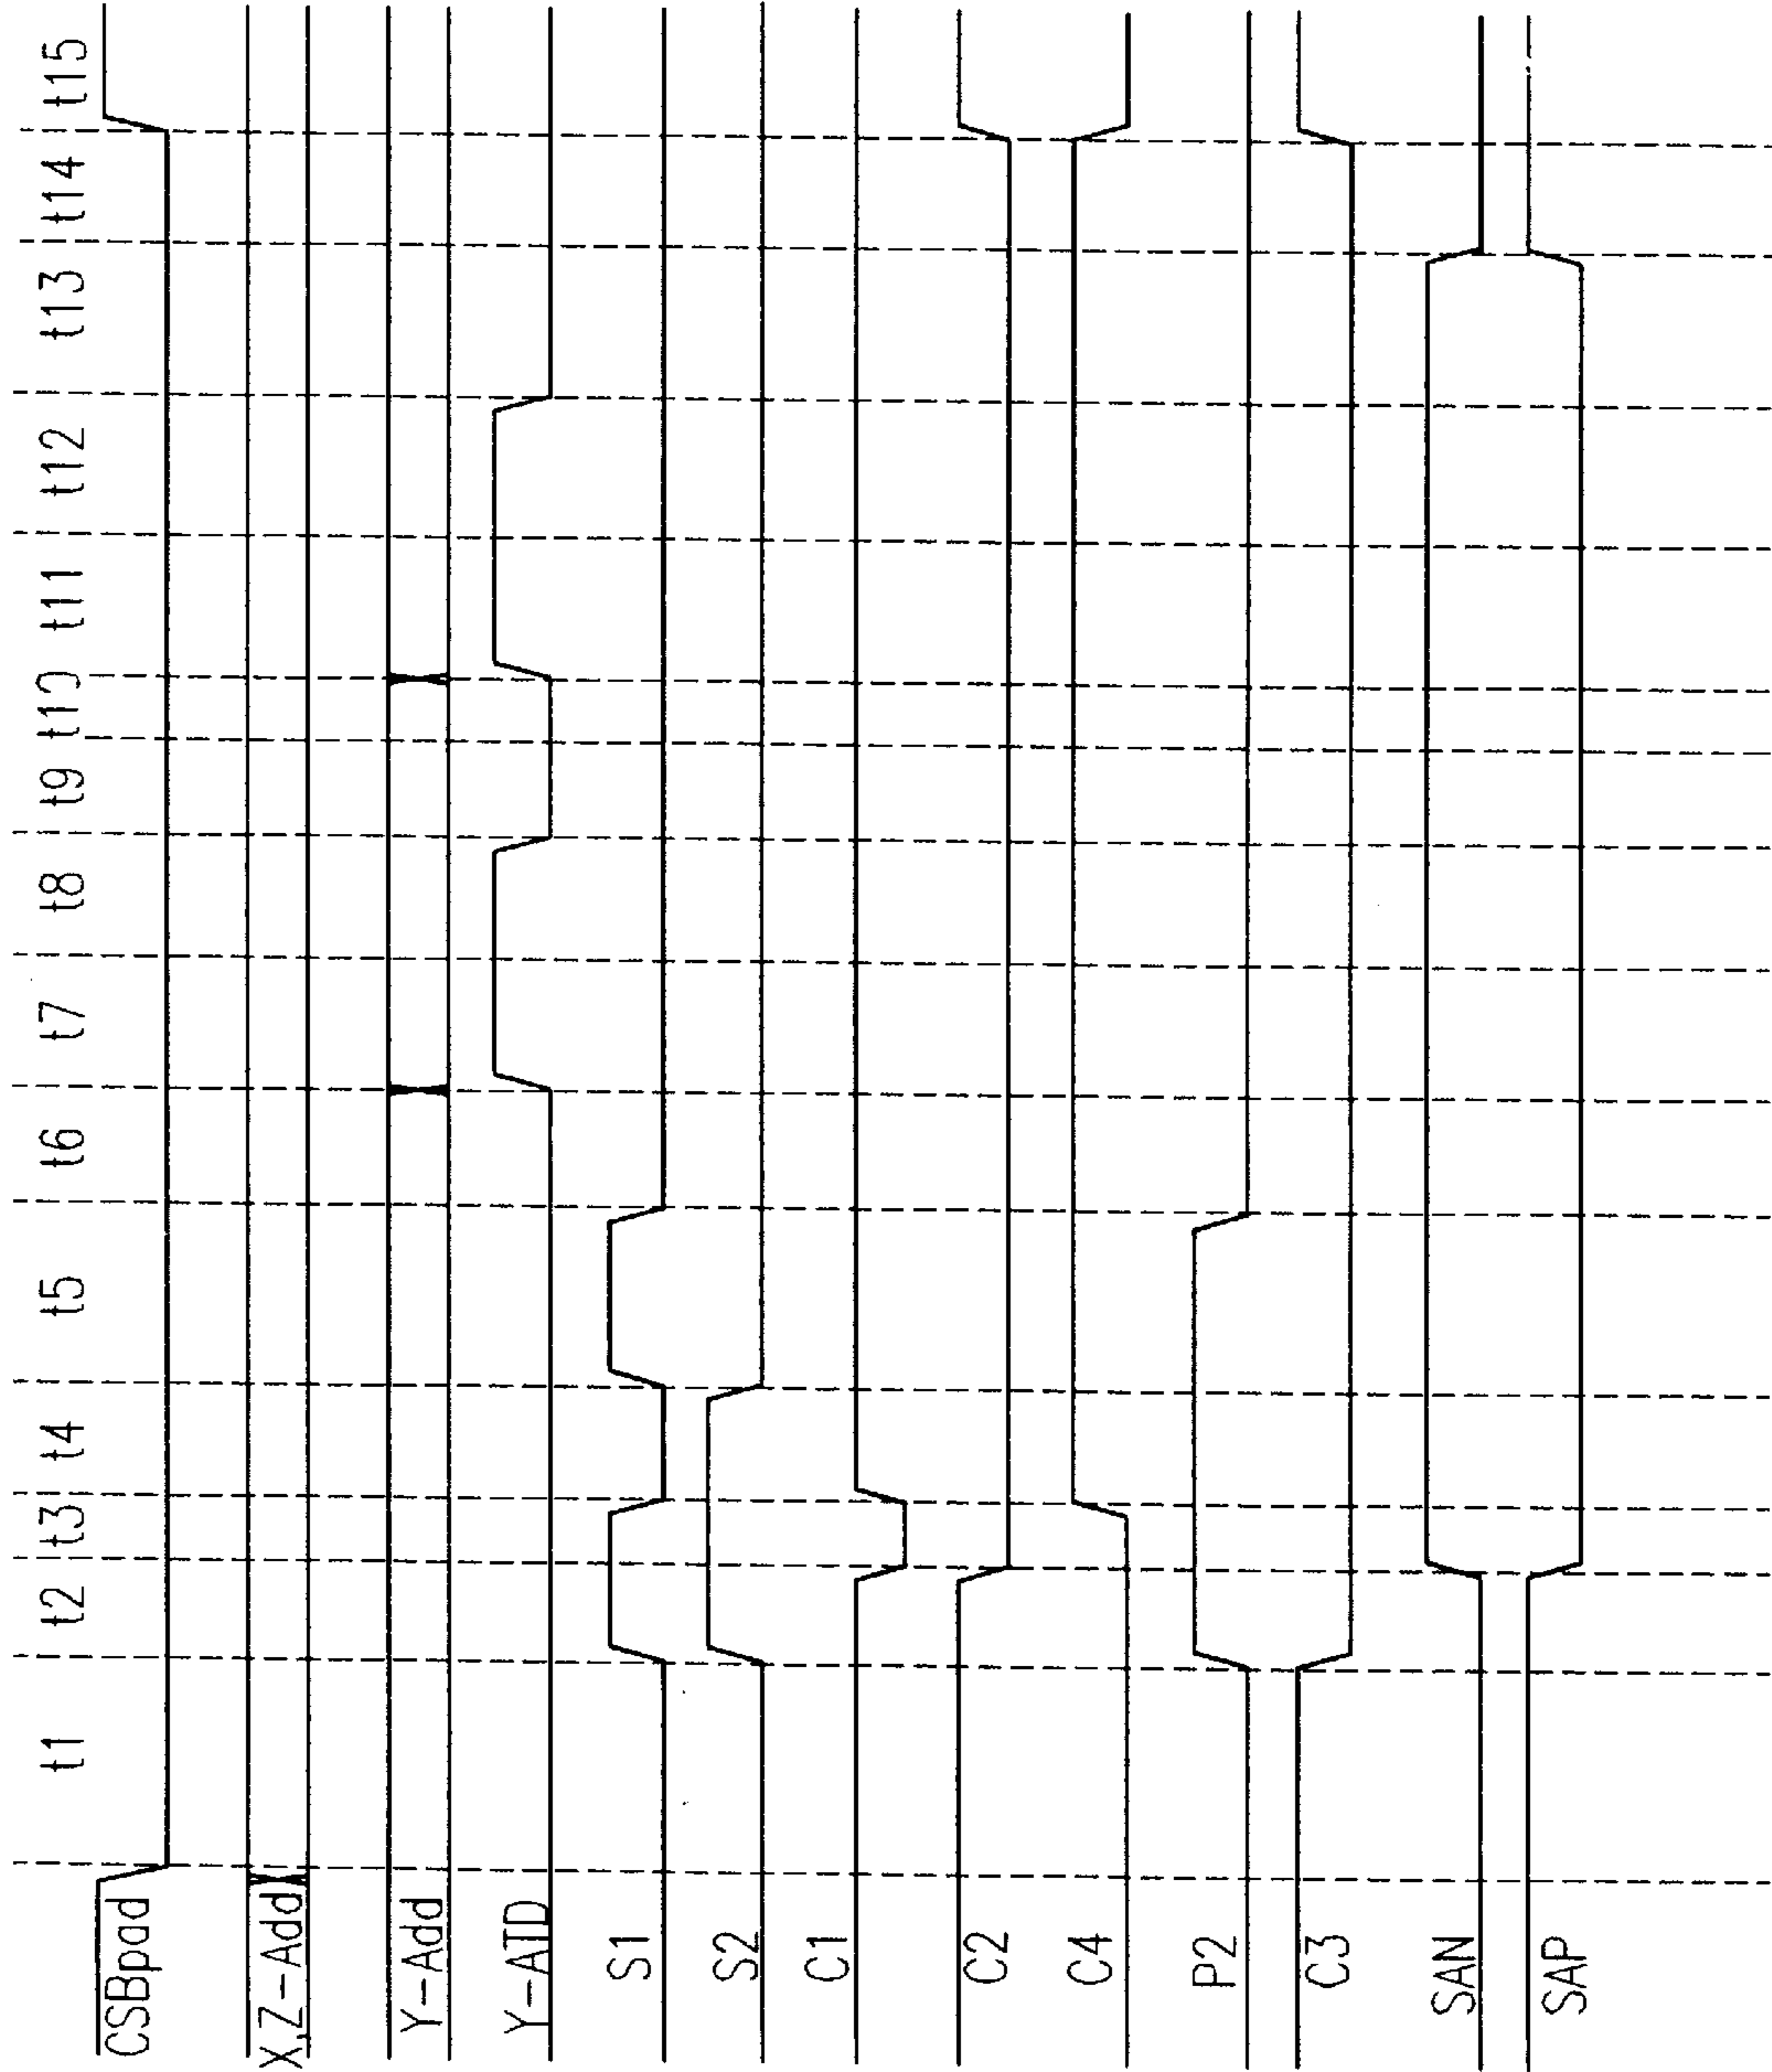 t1 t2 t3 t4 t5 t6 t7 t8 t9 t10 t11 t12 t13 t14 t15
CSBpad
X,Z-Add
Y-Add
Y-ATD
S1
S2
C1
C2
C4
P2
C3
SAN
SAP